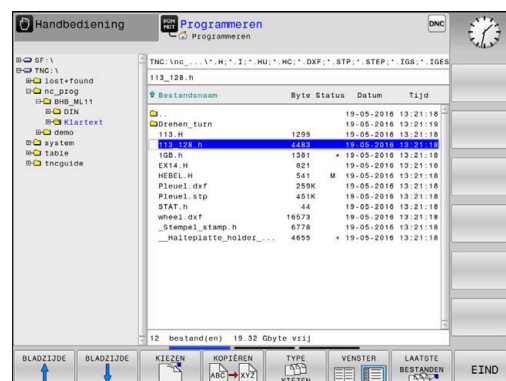 Handbediening
PGM
MGT
Programmeren
Programmeren
DNC
SF:\
TNC:\
lost+found
nc_prog
BHB_ML11
DIN
Klartext
demo
system
table
tncguide
TNC:\nc_...\*.H;*.I;*.HU;*.HC;*.DXF;*.STP;*.STEP;*.IGS;*.IGES
113_128.h
Bestandsnaam Byte Status Datum Tijd
.. 19-05-2016 13:21:18
Drehen_turn 19-05-2016 13:21:19
113.H 1299 19-05-2016 13:21:18
113_128.h 4483 19-05-2016 13:21:18
1GB.h 1381 + 19-05-2016 13:21:18
EX14.H 821 19-05-2016 13:21:18
HEBEL.H 541 M 19-05-2016 13:21:18
Pleuel.dxf 259K 19-05-2016 13:21:18
Pleuel.stp 451K 19-05-2016 13:21:18
STAT.h 44 19-05-2016 13:21:18
wheel.dxf 16573 19-05-2016 13:21:18
_Stempel_stamp.h 6778 19-05-2016 13:21:18
__Halteplatte_holder_... 4655 + 19-05-2016 13:21:18
12 bestand(en) 19.32 Gbyte vrij
BLADZIJDE
BLADZIJDE
KIEZEN
KOPIËREN
ABC XYZ
TYPE
KIEZEN
VENSTER
LAATSTE
BESTANDEN
EIND